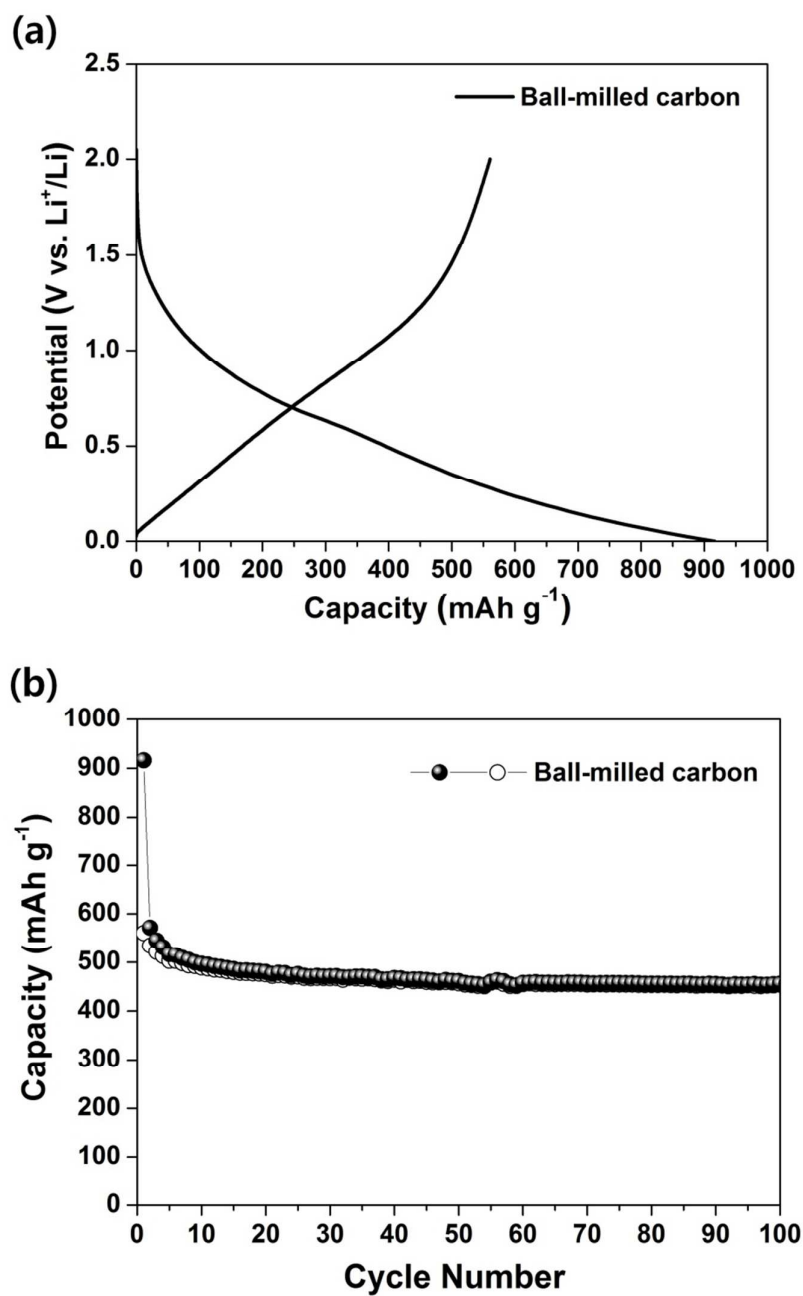 (a)
2.5
2.0
1.5
1.0
0.5
0.0
Potential (V vs. Li⁺/Li)
Ball-milled carbon
0 100 200 300 400 500 600 700 800 900 1000
Capacity (mAh g⁻¹)
(b)
1000
900
800
700
600
500
400
300
200
100
0
Capacity (mAh g⁻¹)
Ball-milled carbon
0 10 20 30 40 50 60 70 80 90 100
Cycle Number